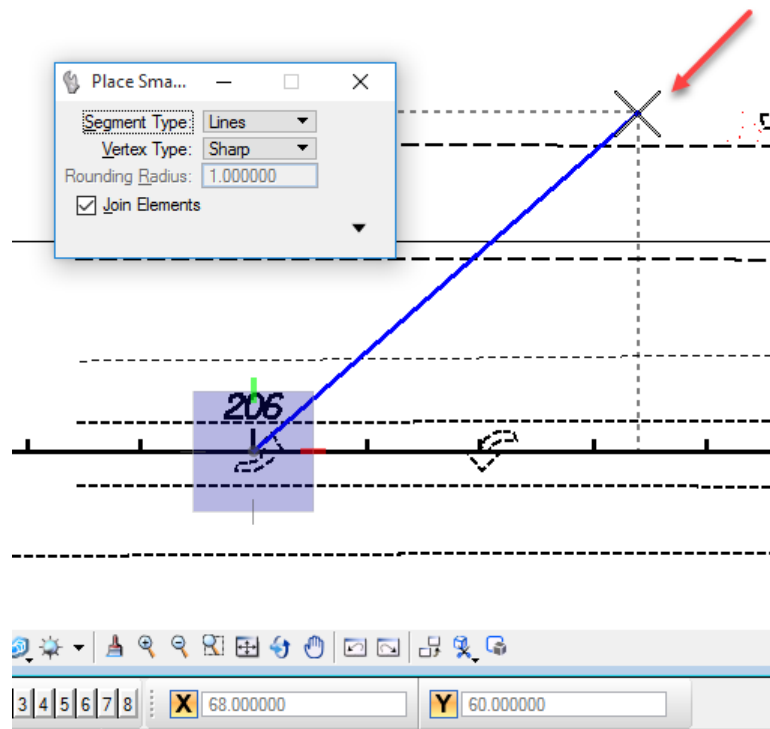 Place Sma...
Segment Type: Lines
Vertex Type: Sharp
Rounding Radius: 1.000000
Join Elements
206
3 4 5 6 7 8 X 68.000000 Y 60.000000